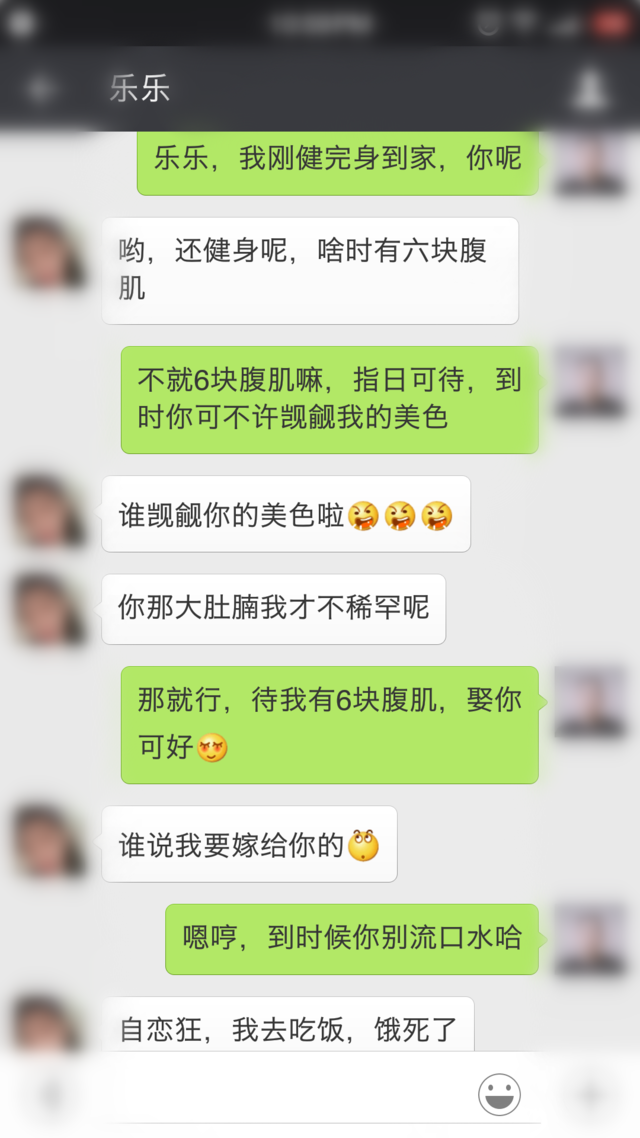 乐乐
乐乐，我刚健完身到家，你呢
哟，还健身呢，啥时有六块腹
肌
不就6块腹肌嘛，指日可待，到
时你可不许觊觎我的美色
谁觊觎你的美色啦
你那大肚腩我才不稀罕呢
那就行，待我有6块腹肌，娶你
可好
谁说我要嫁给你的
嗯哼，到时候你别流口水哈
自恋狂，我去吃饭，饿死了